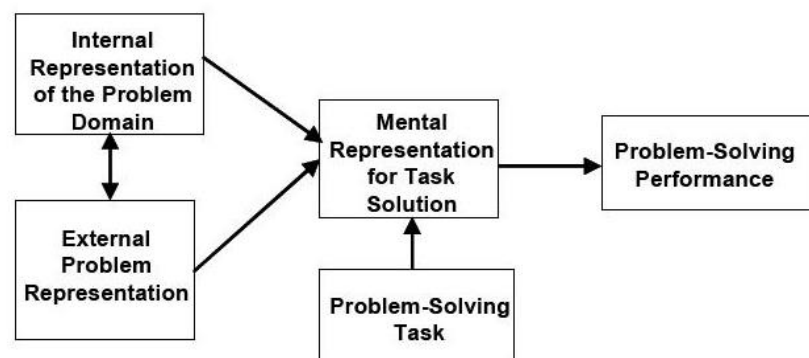 Internal
Representation
of the Problem
Domain
External
Problem
Representation
Mental
Representation
for Task
Solution
Problem-Solving
Task
Problem-Solving
Performance